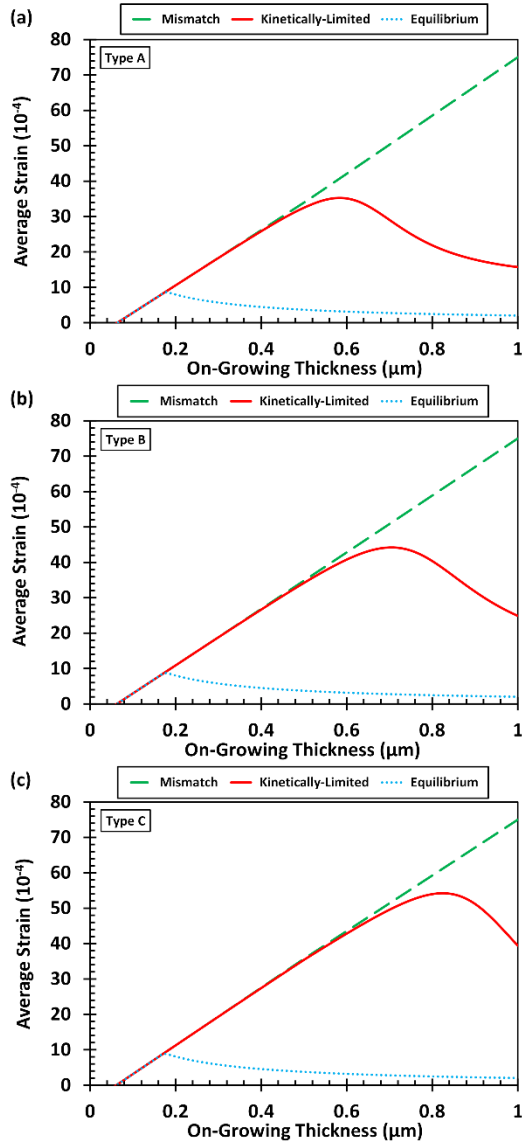 (a)
Mismatch Kinetically-Limited Equilibrium
Type A
Average Strain (10⁻⁴)
80
70
60
50
40
30
20
10
0
0 0.2 0.4 0.6 0.8 1
On-Growing Thickness (µm)
(b)
Mismatch Kinetically-Limited Equilibrium
Type B
Average Strain (10⁻⁴)
80
70
60
50
40
30
20
10
0
0 0.2 0.4 0.6 0.8 1
On-Growing Thickness (µm)
(c)
Mismatch Kinetically-Limited Equilibrium
Type C
Average Strain (10⁻⁴)
80
70
60
50
40
30
20
10
0
0 0.2 0.4 0.6 0.8 1
On-Growing Thickness (µm)